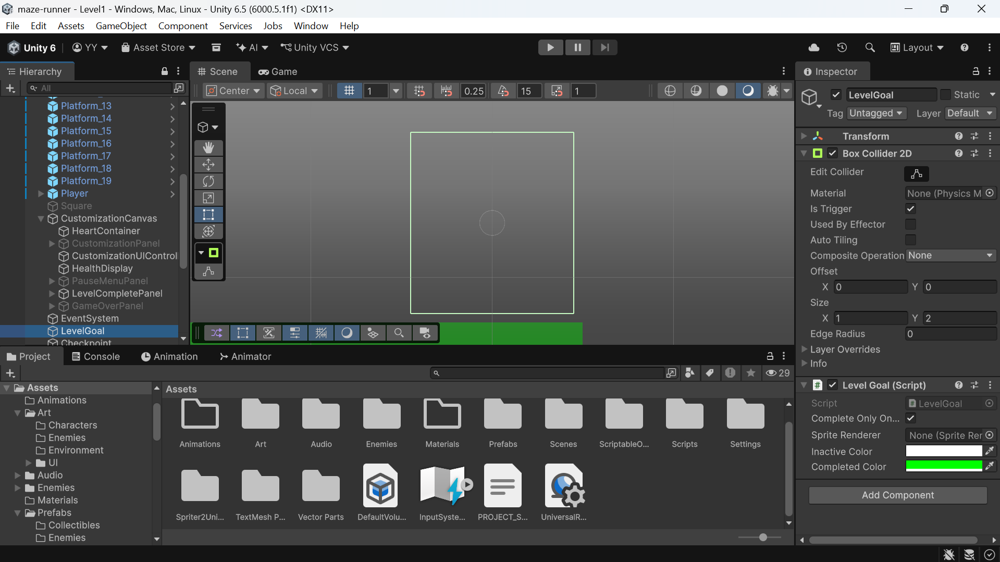 maze-runner - Level1 - Windows, Mac, Linux - Unity 6.5 (6000.5.1f1) <DX11>
File Edit Assets GameObject Component Services Jobs Window Help
Unity 6 YY Asset Store AI Unity VCS Layout
Hierarchy
All
Platform_13
Platform_14
Platform_15
Platform_16
Platform_17
Platform_18
Platform_19
Player
Square
CustomizationCanvas
HeartContainer
CustomizationPanel
CustomizationUIControl
HealthDisplay
PauseMenuPanel
LevelCompletePanel
GameOverPanel
EventSystem
LevelGoal
Checkpoint
Scene Game
Center Local 1 0.25 15 1
Inspector
LevelGoal Static
Tag Untagged Layer Default
Transform
Box Collider 2D
Edit Collider
Material None (Physics M
Is Trigger
Used By Effector
Auto Tiling
Composite Operation None
Offset
X 0 Y 0
Size
X 1 Y 2
Edge Radius 0
Layer Overrides
Info
# Level Goal (Script)
Script # LevelGoal
Complete Only On...
Sprite Renderer None (Sprite Rer
Inactive Color
Completed Color
Add Component
Project Console Animation Animator
29
Assets
Animations
Art
Characters
Enemies
Environment
UI
Audio
Enemies
Materials
Prefabs
Collectibles
Enemies
Assets
Animations Art Audio Enemies Materials Prefabs Scenes ScriptableO... Scripts Settings
Spriter2Uni... TextMesh P... Vector Parts DefaultVolu... InputSyste... PROJECT_S... UniversalR...